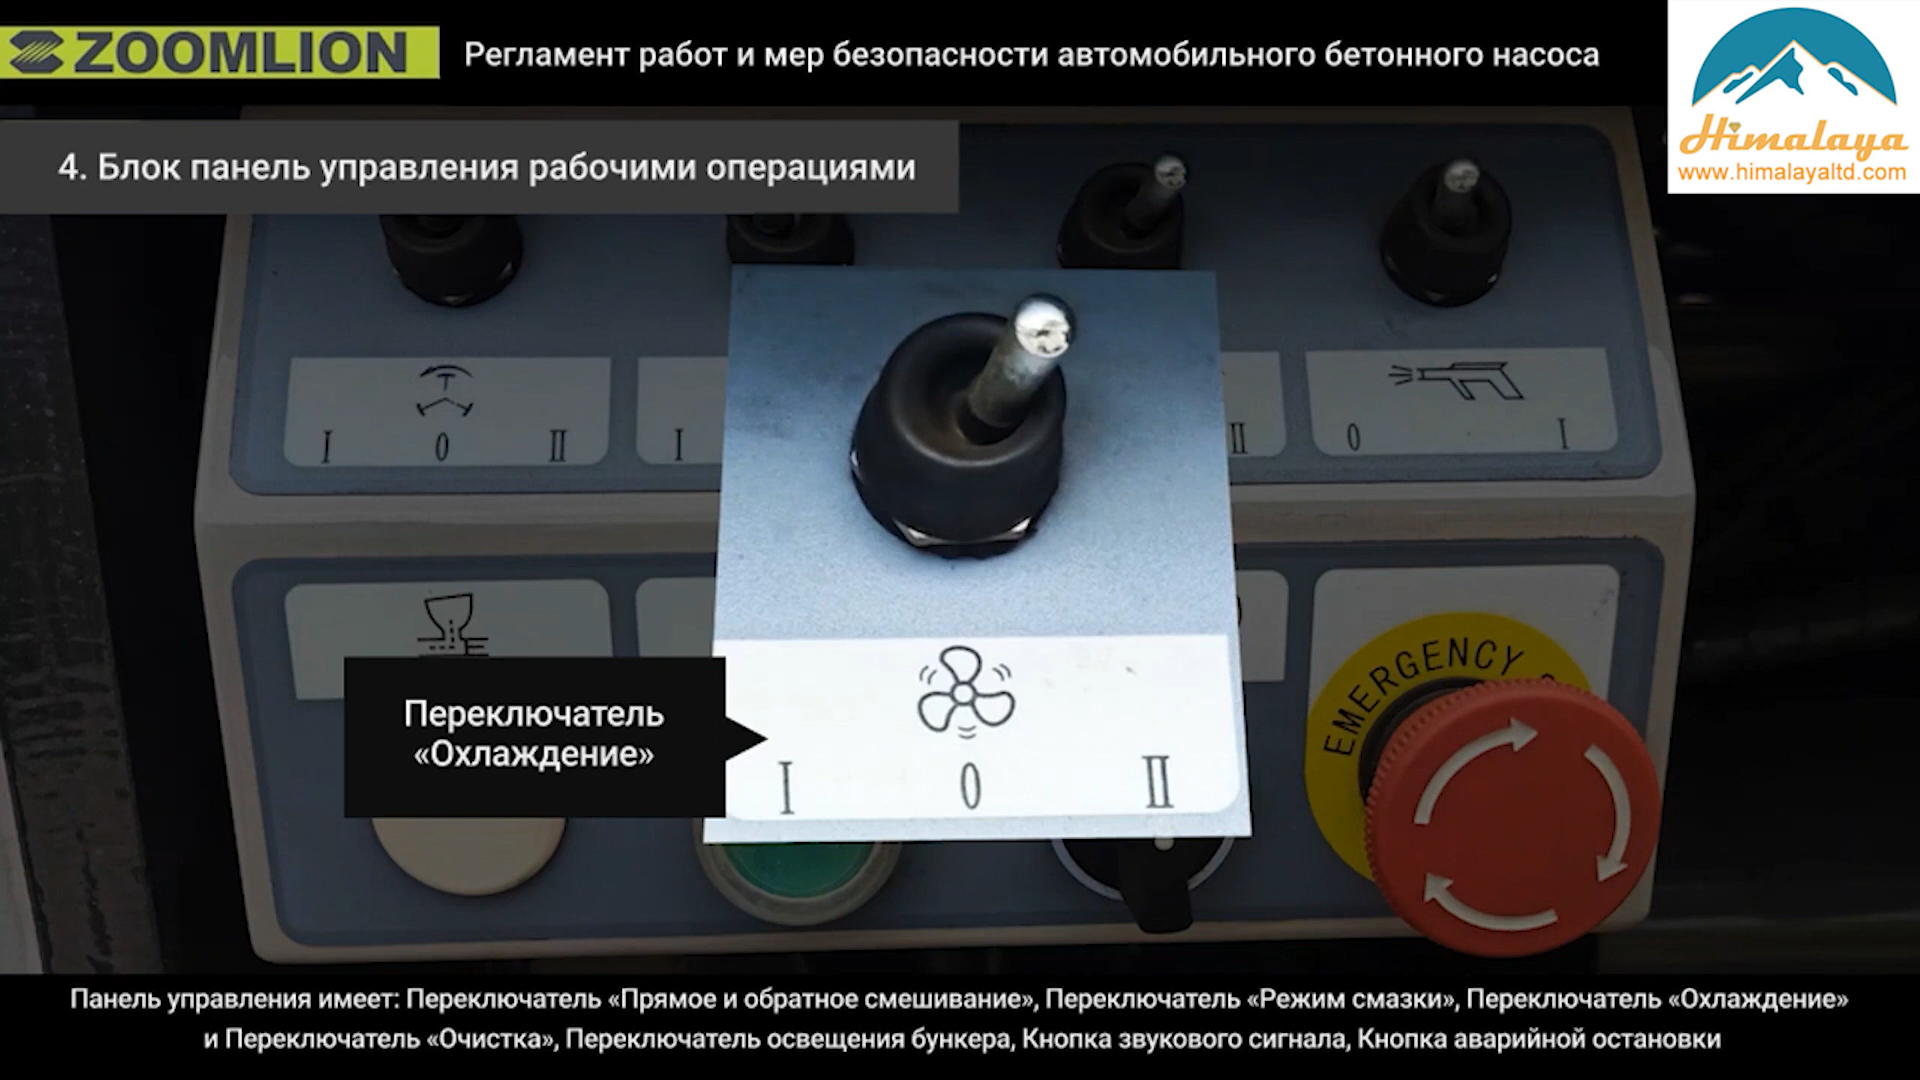 ZOOMLION
Регламент работ и мер безопасности автомобильного бетонного насоса
Himalaya
www.himalayaltd.com
4. Блок панель управления рабочими операциями
I 0 II
I
II
0 I
EMERGENCY
Переключатель
«Охлаждение»
I 0 II
Панель управления имеет: Переключатель «Прямое и обратное смешивание», Переключатель «Режим смазки», Переключатель «Охлаждение»
и Переключатель «Очистка», Переключатель освещения бункера, Кнопка звукового сигнала, Кнопка аварийной остановки